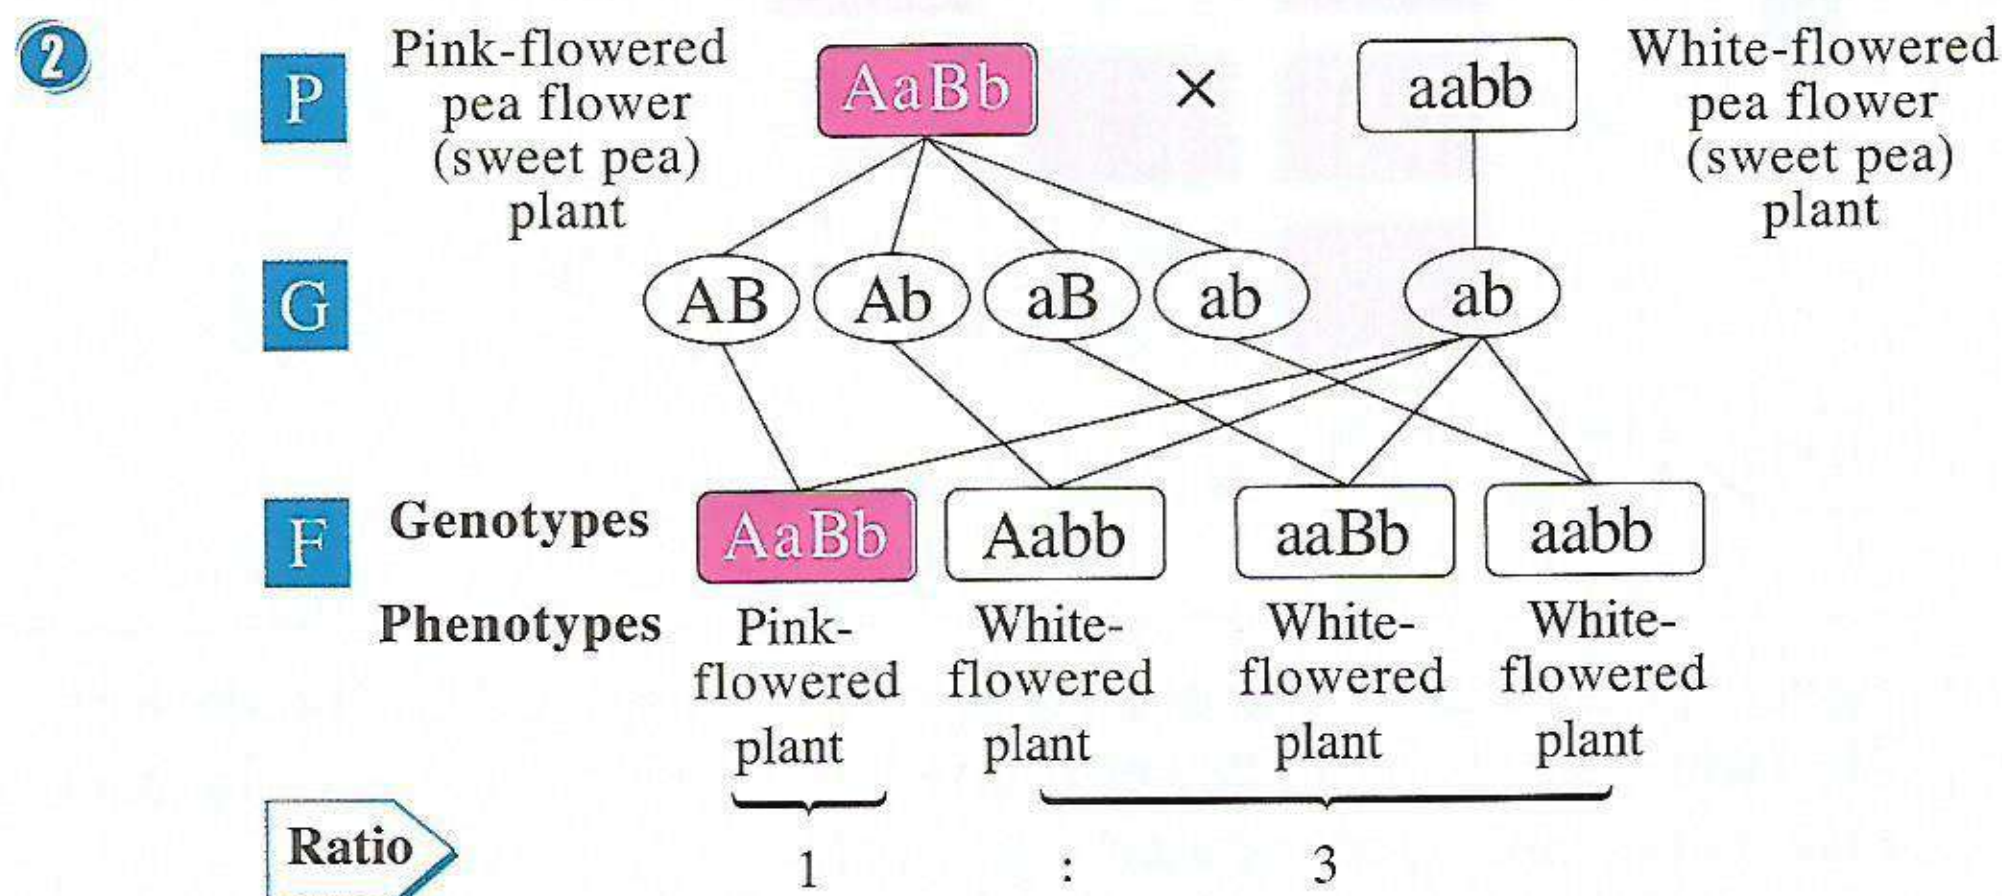 2
P
Pink-flowered
pea flower
(sweet pea)
plant
AaBb
×
aabb
White-flowered
pea flower
(sweet pea)
plant
G
AB Ab aB ab ab
F
Genotypes
AaBb Aabb aaBb aabb
Phenotypes
Pink-
flowered
plant
White-
flowered
plant
White-
flowered
plant
White-
flowered
plant
Ratio
1 : 3